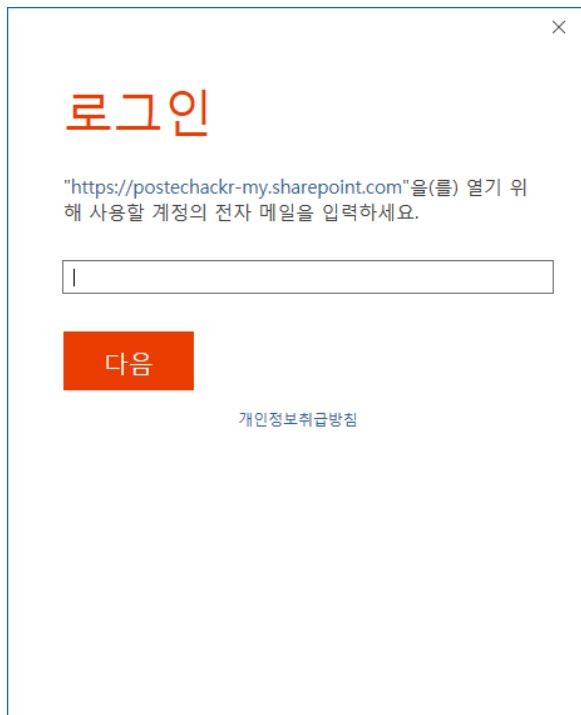 로그인
"https://postechackr-my.sharepoint.com"을(를) 열기 위
해 사용할 계정의 전자 메일을 입력하세요.
다음
개인정보취급방침